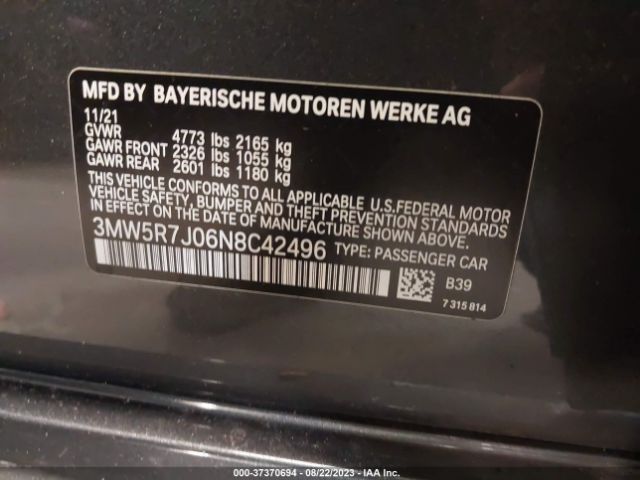 MFD BY BAYERISCHE MOTOREN WERKE AG
11/21
GVWR 4773 lbs 2165 kg
GAWR FRONT 2326 lbs 1055 kg
GAWR REAR 2601 lbs 1180 kg
THIS VEHICLE CONFORMS TO ALL APPLICABLE U.S.FEDERAL MOTOR
VEHICLE SAFETY, BUMPER AND THEFT PREVENTION STANDARDS
IN EFFECT ON THE DATE OF MANUFACTURE SHOWN ABOVE.
3MW5R7J06N8C42496 TYPE: PASSENGER CAR
B39
7 315 814
000-37370694 - 08/22/2023 - IAA Inc.